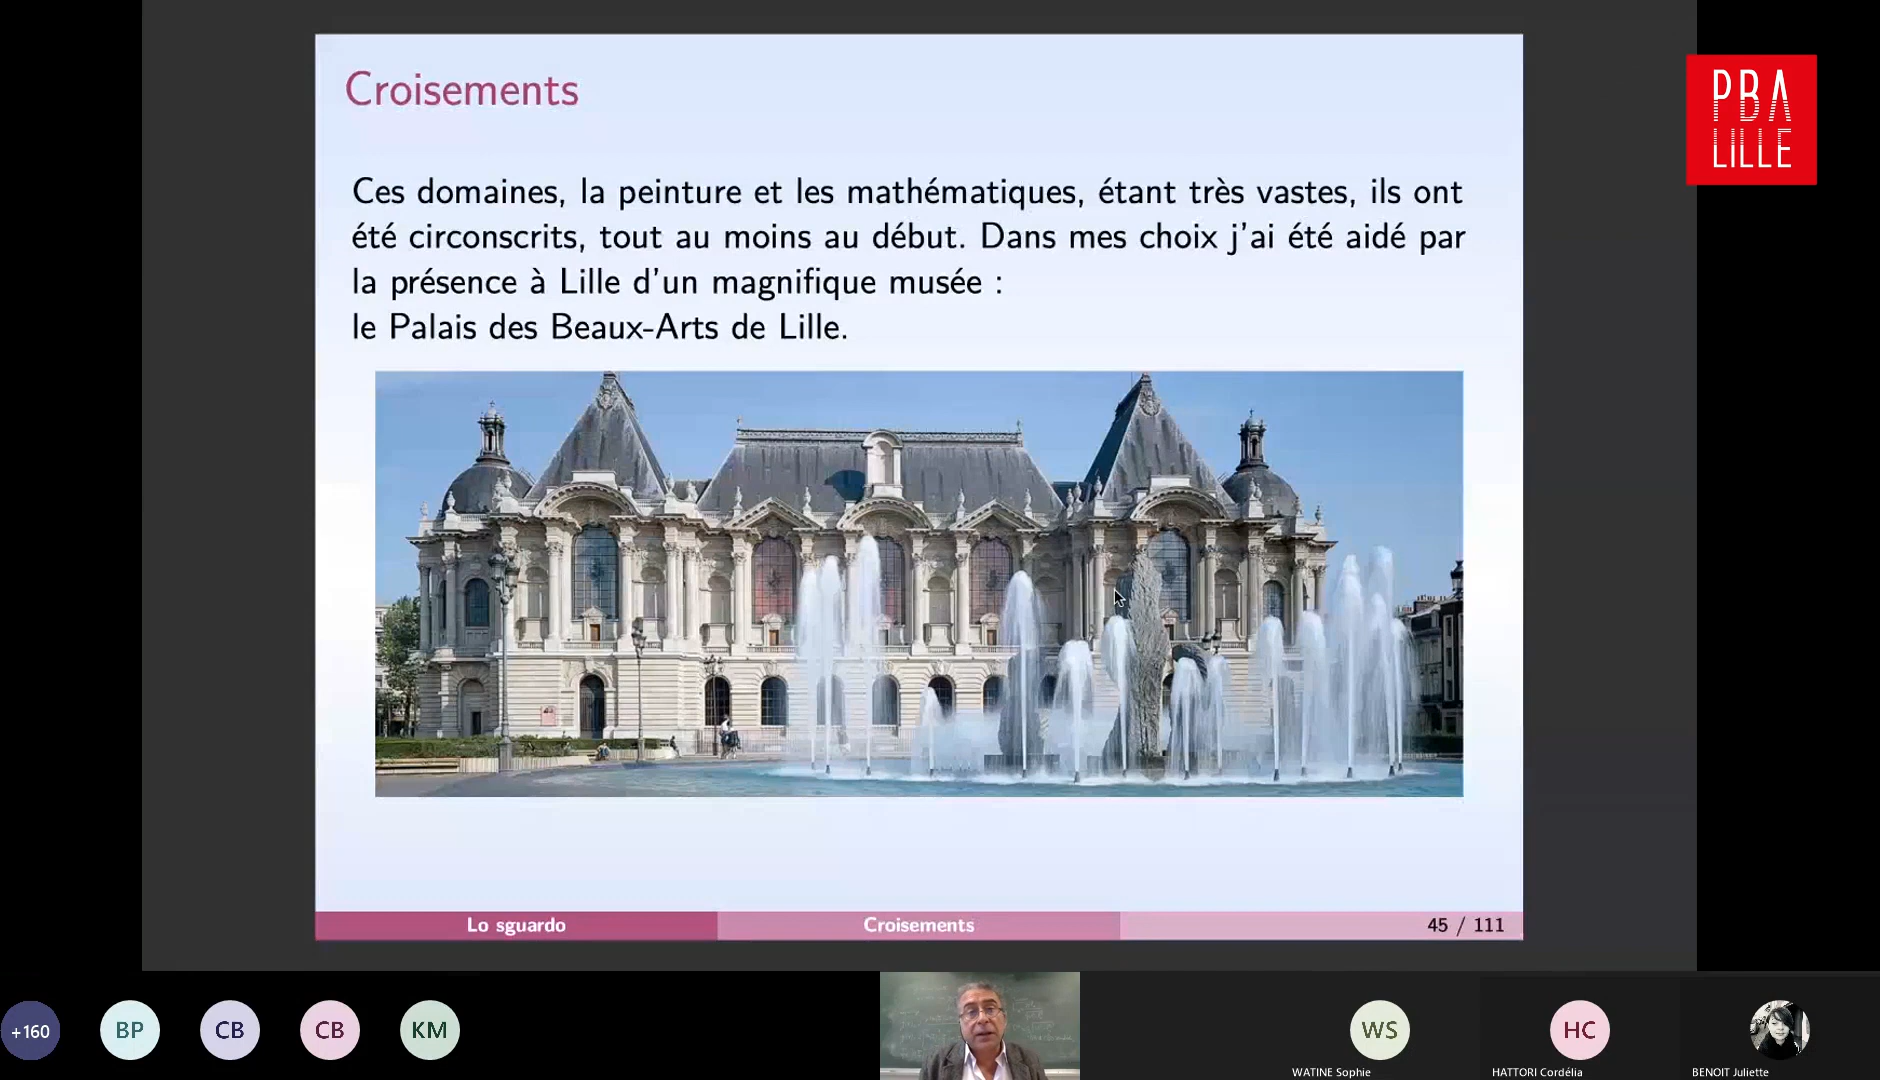 Croisements
Ces domaines, la peinture et les mathématiques, étant très vastes, ils ont
été circonscrits, tout au moins au début. Dans mes choix j'ai été aidé par
la présence à Lille d'un magnifique musée :
le Palais des Beaux-Arts de Lille.
Lo sguardo
Croisements
45 / 111
PBA
LILLE
+160
BP
CB
CB
KM
WS
WATINE Sophie
HC
HATTORI Cordélia
BENOIT Juliette